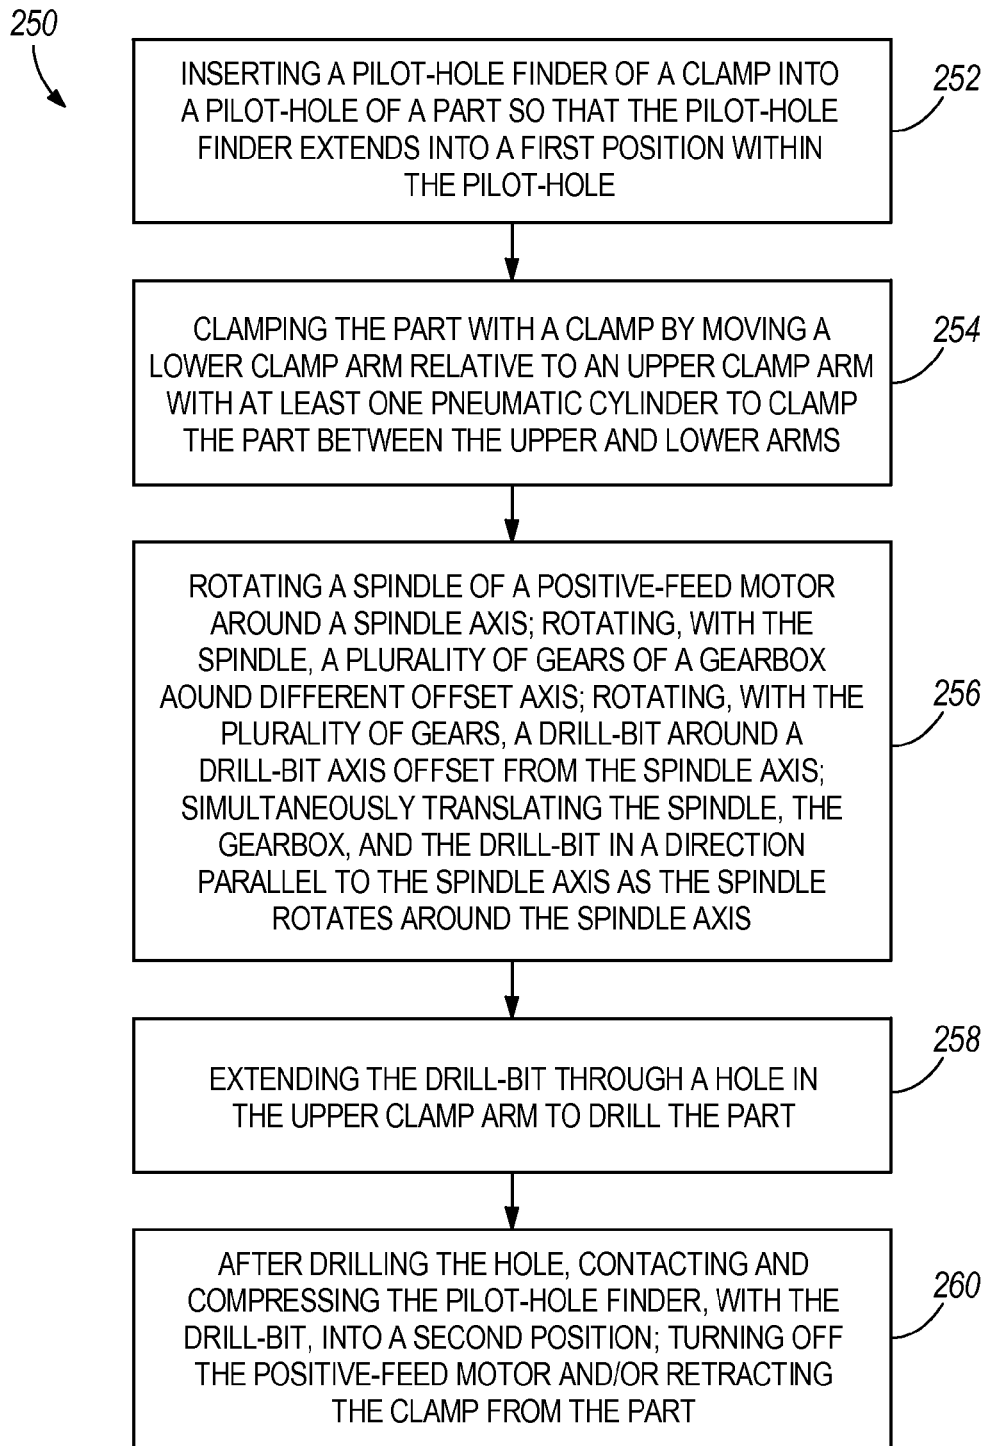 250
INSERTING A PILOT-HOLE FINDER OF A CLAMP INTO
A PILOT-HOLE OF A PART SO THAT THE PILOT-HOLE
FINDER EXTENDS INTO A FIRST POSITION WITHIN
THE PILOT-HOLE
252
CLAMPING THE PART WITH A CLAMP BY MOVING A
LOWER CLAMP ARM RELATIVE TO AN UPPER CLAMP ARM
WITH AT LEAST ONE PNEUMATIC CYLINDER TO CLAMP
THE PART BETWEEN THE UPPER AND LOWER ARMS
254
ROTATING A SPINDLE OF A POSITIVE-FEED MOTOR
AROUND A SPINDLE AXIS; ROTATING, WITH THE
SPINDLE, A PLURALITY OF GEARS OF A GEARBOX
AOUND DIFFERENT OFFSET AXIS; ROTATING, WITH THE
PLURALITY OF GEARS, A DRILL-BIT AROUND A
DRILL-BIT AXIS OFFSET FROM THE SPINDLE AXIS;
SIMULTANEOUSLY TRANSLATING THE SPINDLE, THE
GEARBOX, AND THE DRILL-BIT IN A DIRECTION
PARALLEL TO THE SPINDLE AXIS AS THE SPINDLE
ROTATES AROUND THE SPINDLE AXIS
256
EXTENDING THE DRILL-BIT THROUGH A HOLE IN
THE UPPER CLAMP ARM TO DRILL THE PART
258
AFTER DRILLING THE HOLE, CONTACTING AND
COMPRESSING THE PILOT-HOLE FINDER, WITH THE
DRILL-BIT, INTO A SECOND POSITION; TURNING OFF
THE POSITIVE-FEED MOTOR AND/OR RETRACTING
THE CLAMP FROM THE PART
260